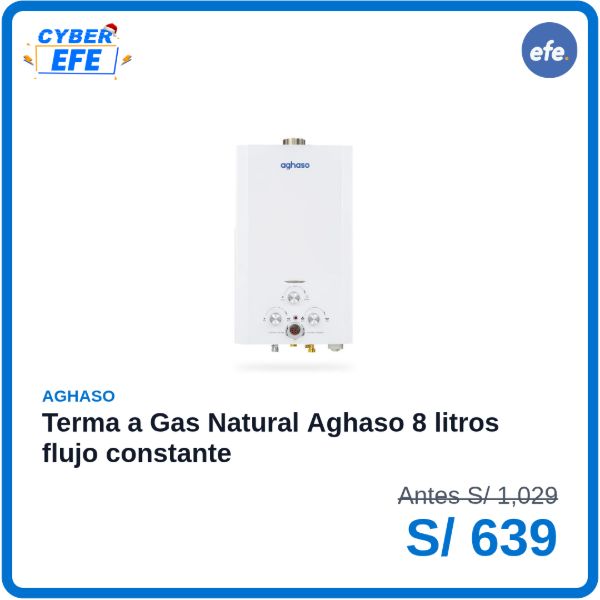 CYBER
EFE
efe.
aghaso
AGHASO
Terma a Gas Natural Aghaso 8 litros
flujo constante
Antes S/ 1,029
S/ 639